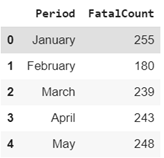 Period FatalCount
0 January 255
1 February 180
2 March 239
3 April 243
4 May 248